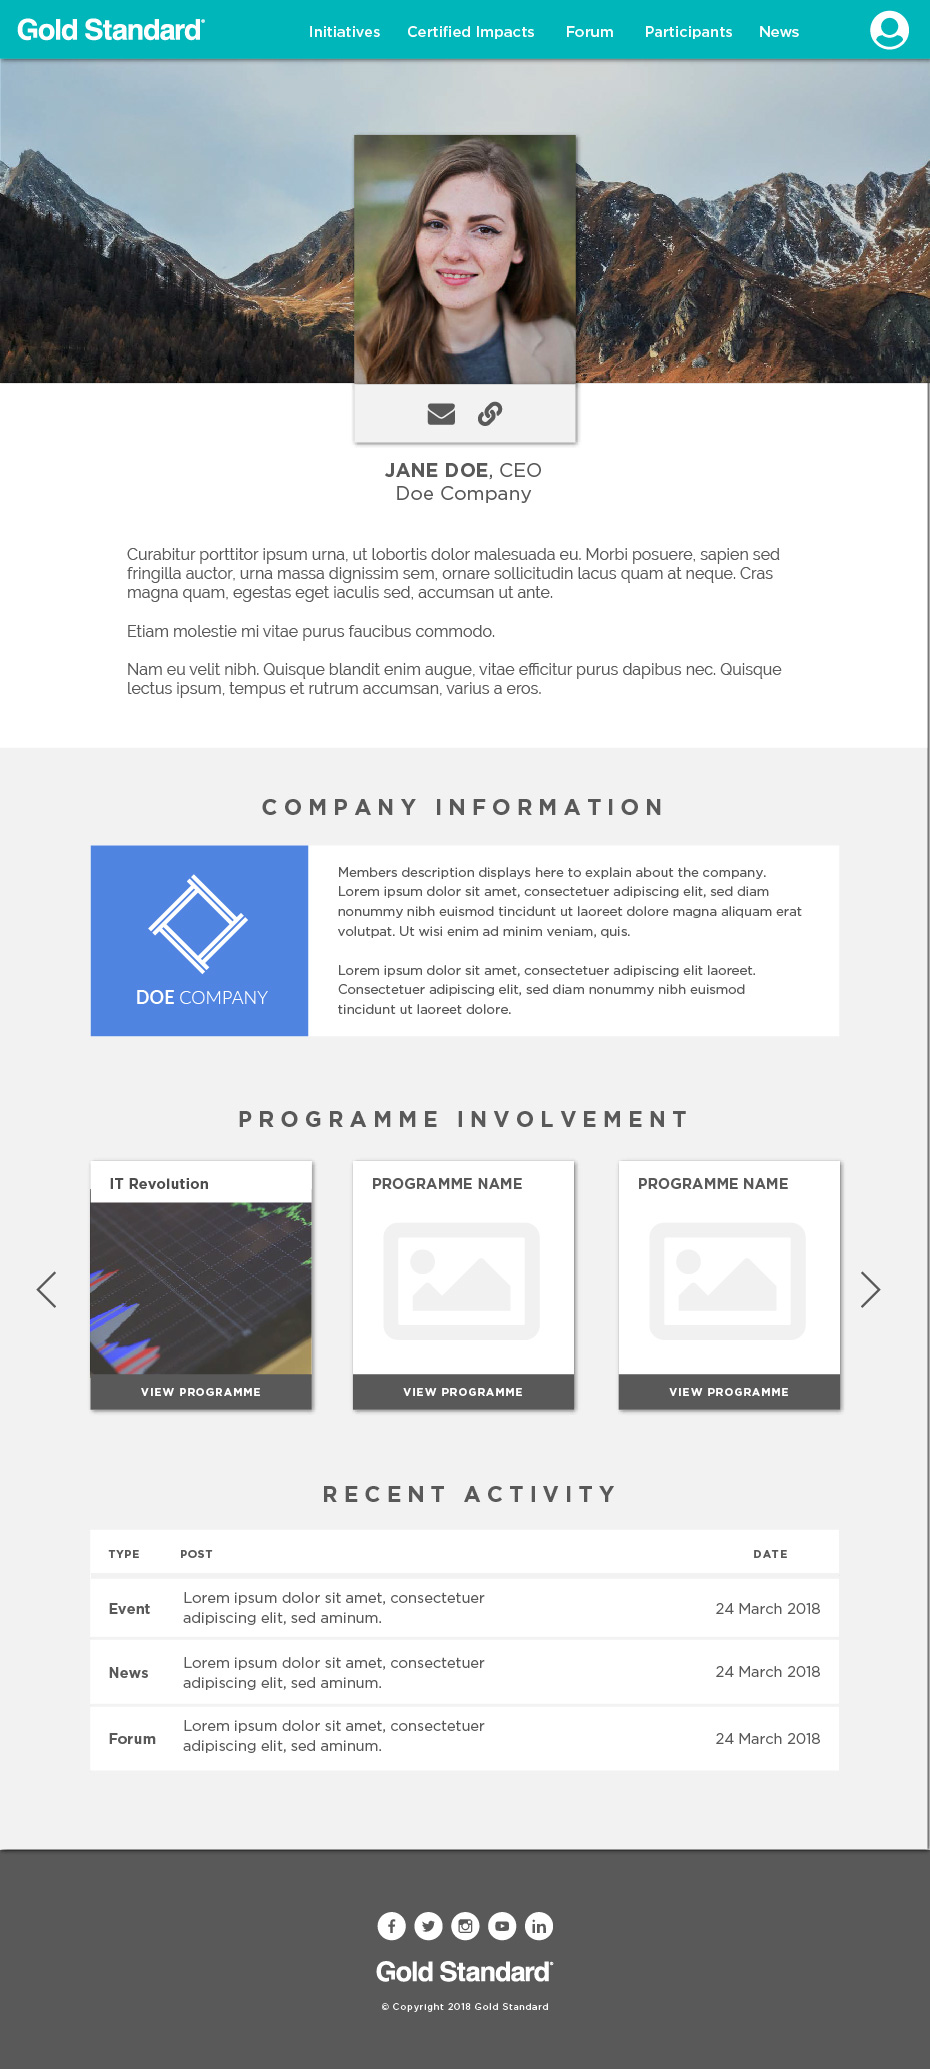 Gold Standard®
Initiatives
Certified Impacts
Forum
Participants
News
JANE DOE, CEO
Doe Company
Curabitur porttitor ipsum urna, ut lobortis dolor malesuada eu. Morbi posuere, sapien sed
fringilla auctor, urna massa dignissim sem, ornare sollicitudin lacus quam at neque. Cras
magna quam, egestas eget iaculis sed, accumsan ut ante.
Etiam molestie mi vitae purus faucibus commodo.
Nam eu velit nibh. Quisque blandit enim augue, vitae efficitur purus dapibus nec. Quisque
lectus ipsum, tempus et rutrum accumsan, varius a eros.
COMPANY INFORMATION
DOE COMPANY
Members description displays here to explain about the company.
Lorem ipsum dolor sit amet, consectetuer adipiscing elit, sed diam
nonummy nibh euismod tincidunt ut laoreet dolore magna aliquam erat
volutpat. Ut wisi enim ad minim veniam, quis.
Lorem ipsum dolor sit amet, consectetuer adipiscing elit laoreet.
Consectetuer adipiscing elit, sed diam nonummy nibh euismod
tincidunt ut laoreet dolore.
PROGRAMME INVOLVEMENT
IT Revolution
VIEW PROGRAMME
PROGRAMME NAME
VIEW PROGRAMME
PROGRAMME NAME
VIEW PROGRAMME
RECENT ACTIVITY
TYPE POST DATE
Event
Lorem ipsum dolor sit amet, consectetuer
adipiscing elit, sed aminum.
24 March 2018
News
Lorem ipsum dolor sit amet, consectetuer
adipiscing elit, sed aminum.
24 March 2018
Forum
Lorem ipsum dolor sit amet, consectetuer
adipiscing elit, sed aminum.
24 March 2018
Gold Standard®
© Copyright 2018 Gold Standard